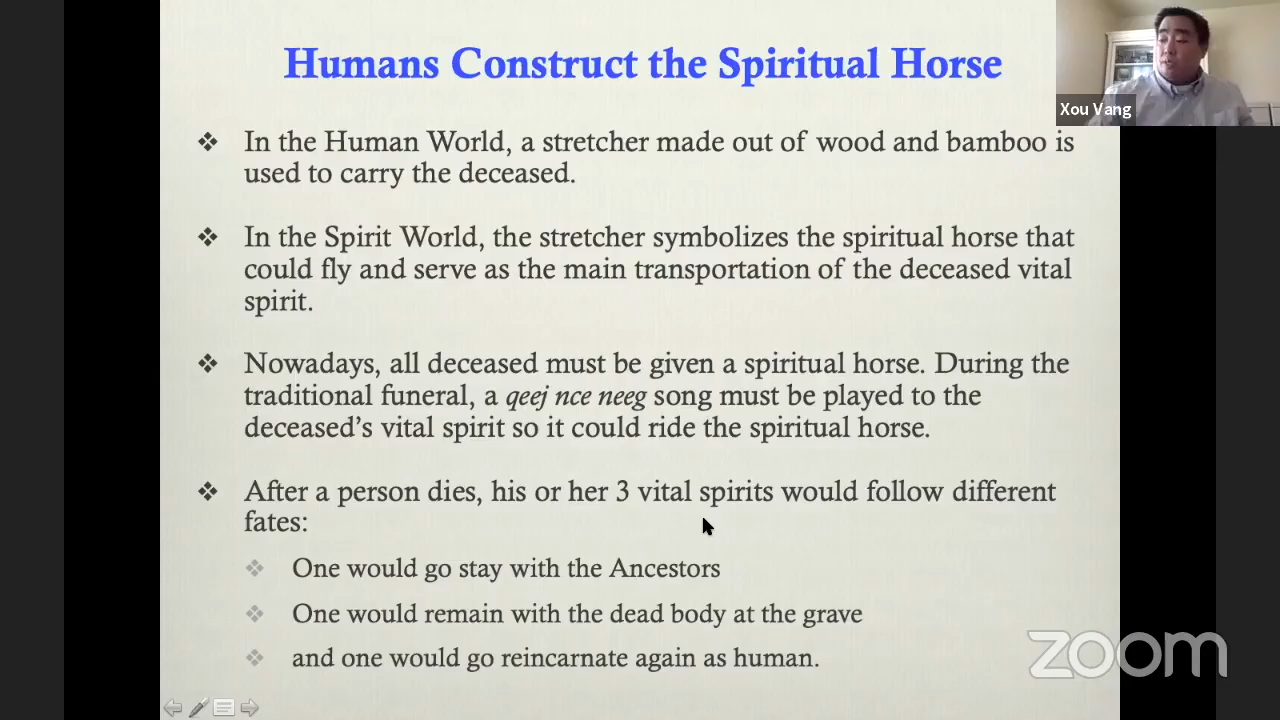 Humans Construct the Spiritual Horse
Xou Vang
❖ In the Human World, a stretcher made out of wood and bamboo is
used to carry the deceased.
❖ In the Spirit World, the stretcher symbolizes the spiritual horse that
could fly and serve as the main transportation of the deceased vital
spirit.
❖ Nowadays, all deceased must be given a spiritual horse. During the
traditional funeral, a qeej nce neeg song must be played to the
deceased’s vital spirit so it could ride the spiritual horse.
❖ After a person dies, his or her 3 vital spirits would follow different
fates:
❖ One would go stay with the Ancestors
❖ One would remain with the dead body at the grave
❖ and one would go reincarnate again as human.
zoom